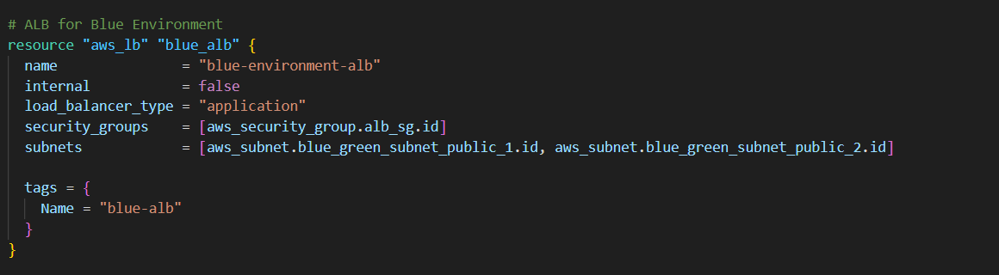 # ALB for Blue Environment
resource "aws_lb" "blue_alb" {
  name               = "blue-environment-alb"
  internal           = false
  load_balancer_type = "application"
  security_groups    = [aws_security_group.alb_sg.id]
  subnets            = [aws_subnet.blue_green_subnet_public_1.id, aws_subnet.blue_green_subnet_public_2.id]

  tags = {
    Name = "blue-alb"
  }
}